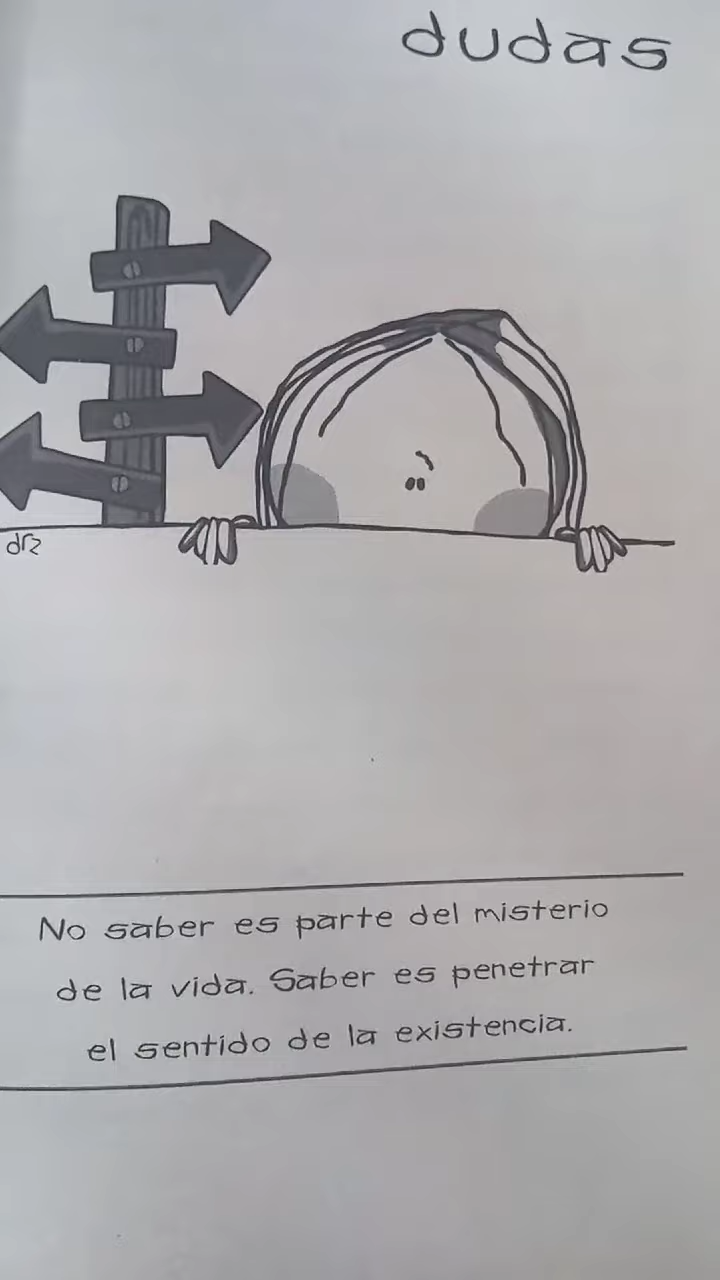 dudas
drz
No saber es parte del misterio
de la vida. Saber es penetrar
el sentido de la existencia.